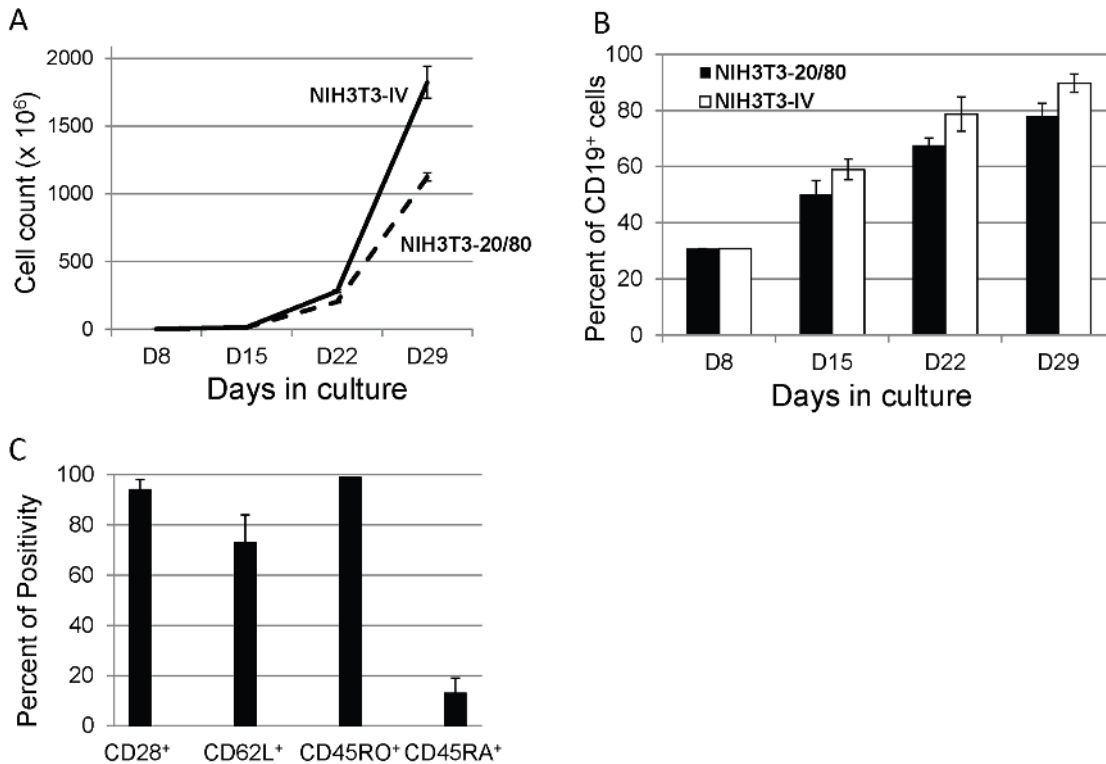 A
Cell count (x 10⁶)
2000
1500
1000
500
0
NIH3T3-IV
NIH3T3-20/80
D8 D15 D22 D29
Days in culture
B
Percent of CD19⁺ cells
100
80
60
40
20
0
NIH3T3-20/80
NIH3T3-IV
D8 D15 D22 D29
Days in culture
C
Percent of Positivity
100
80
60
40
20
0
CD28⁺ CD62L⁺ CD45RO⁺ CD45RA⁺